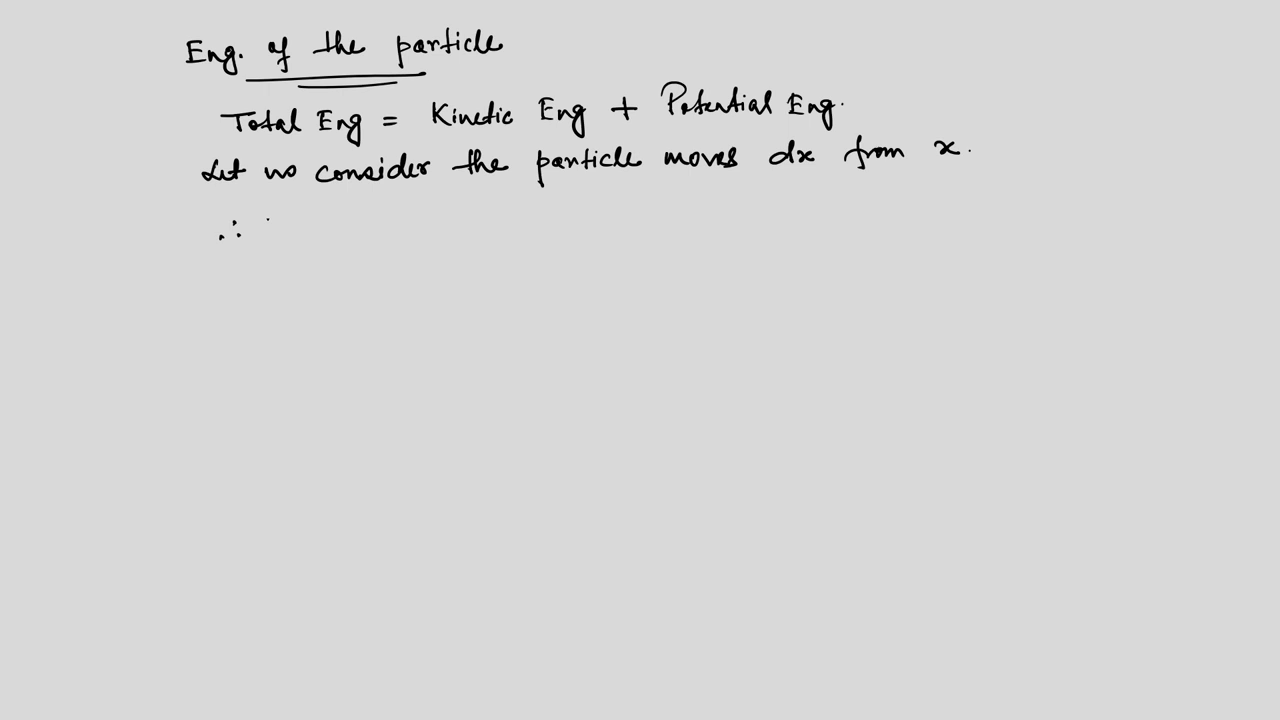 Eng. of the particle
Total Eng = Kinetic Eng + Potential Eng.
Let us consider the particle moves dx from x.
∴